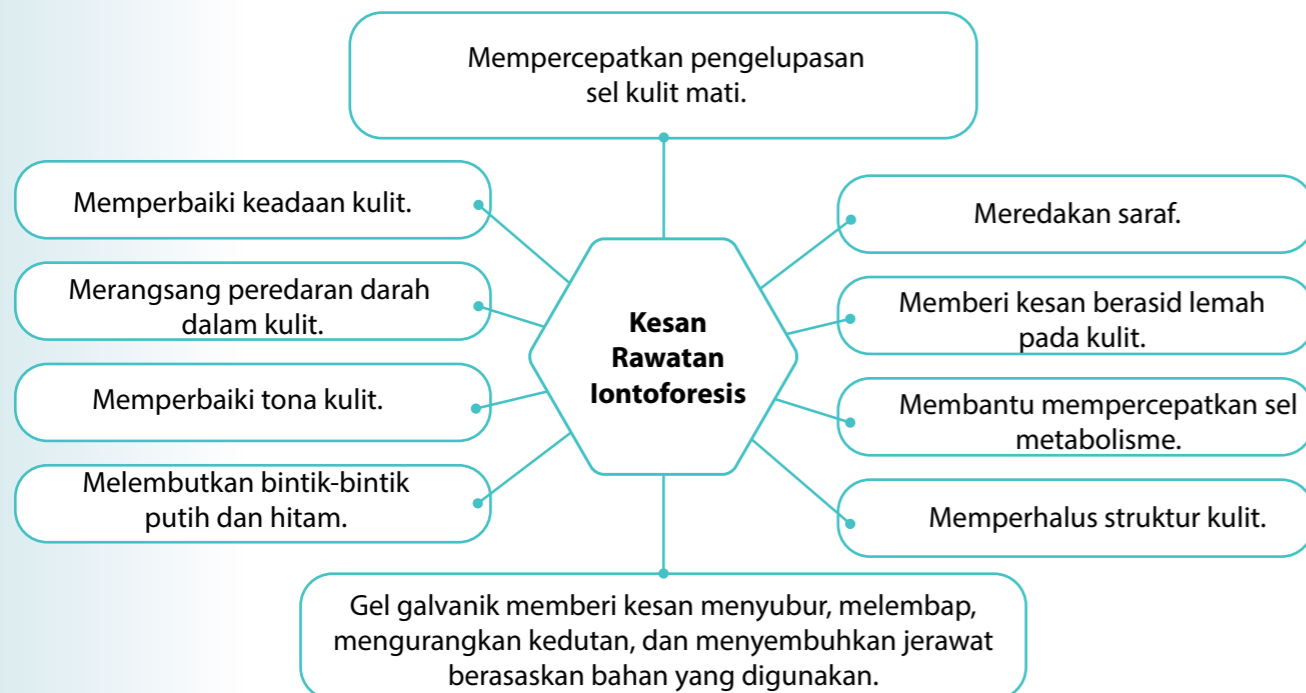 Mempercepatkan pengelupasan
sel kulit mati.
Memperbaiki keadaan kulit.
Merangsang peredaran darah
dalam kulit.
Memperbaiki tona kulit.
Melembutkan bintik-bintik
putih dan hitam.
Kesan
Rawatan
Iontoforesis
Meredakan saraf.
Memberi kesan berasid lemah
pada kulit.
Membantu mempercepatkan sel
metabolisme.
Memperhalus struktur kulit.
Gel galvanik memberi kesan menyubur, melembap,
mengurangkan kedutan, dan menyembuhkan jerawat
berasaskan bahan yang digunakan.